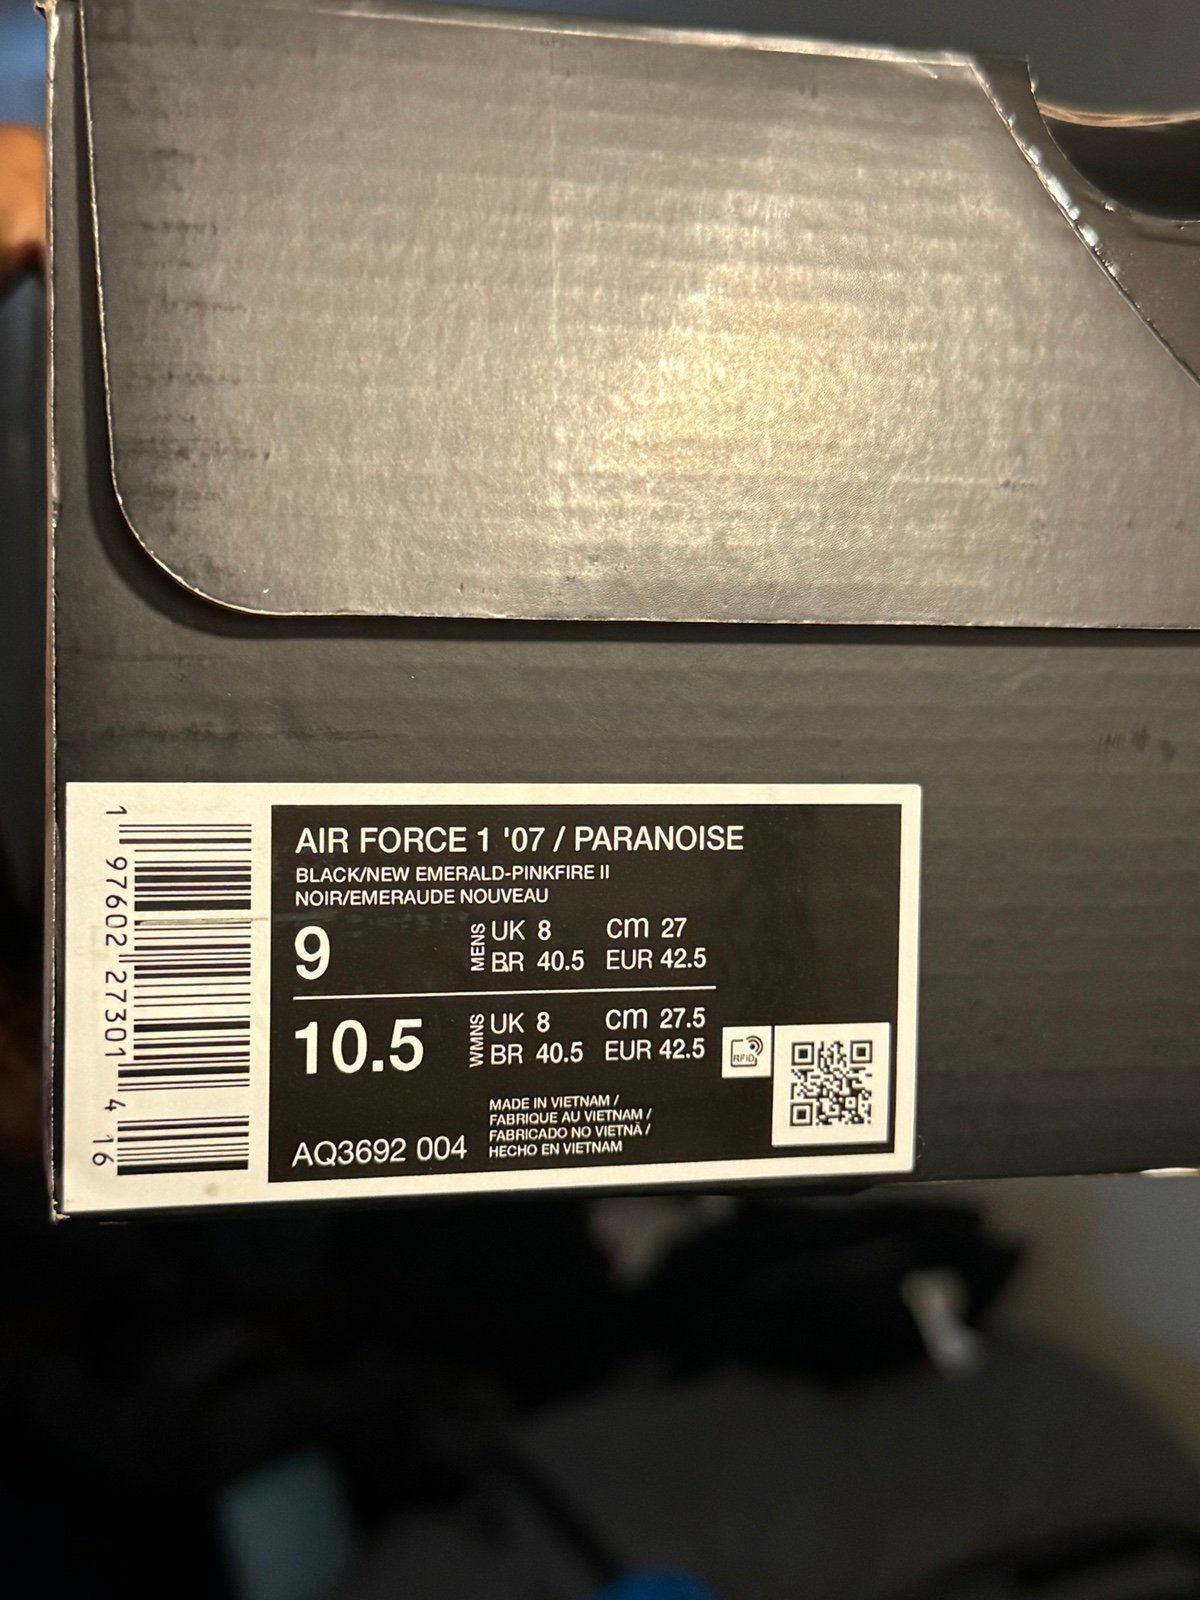 AIR FORCE 1 '07 / PARANOISE
BLACK/NEW EMERALD-PINKFIRE II
NOIR/EMERAUDE NOUVEAU
9 MENS UK 8 CM 27
BR 40.5 EUR 42.5
10.5 WMNS UK 8 CM 27.5
BR 40.5 EUR 42.5
RFID
MADE IN VIETNAM /
FABRIQUE AU VIETNAM /
FABRICADO NO VIETNÃ /
HECHO EN VIETNAM
AQ3692 004
1 97602 27301 4 16